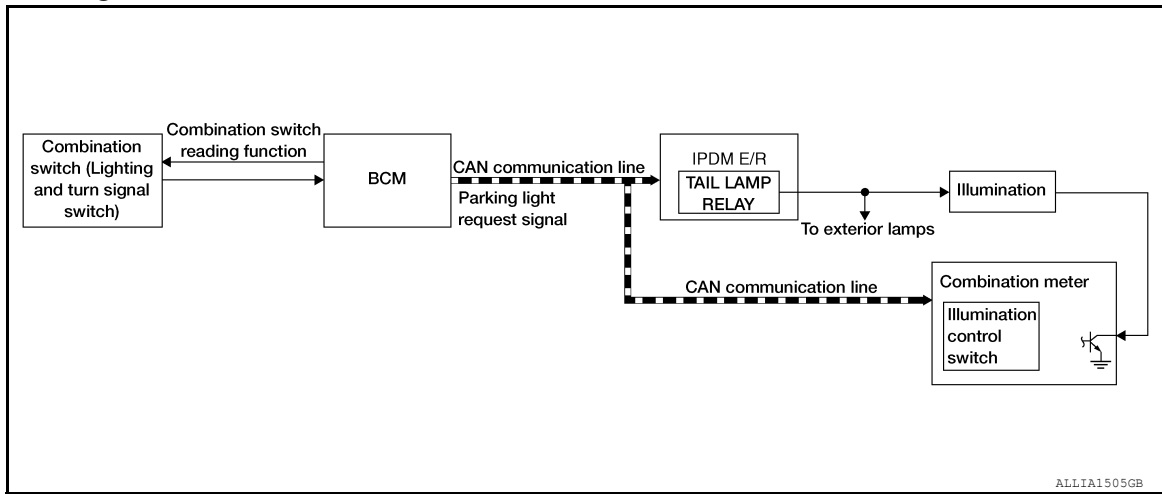 Combination
switch (Lighting
and turn signal
switch)
Combination switch
reading function
BCM
CAN communication line
Parking light
request signal
IPDM E/R
TAIL LAMP
RELAY
To exterior lamps
Illumination
CAN communication line
Combination meter
Illumination
control
switch
ALLIA1505GB